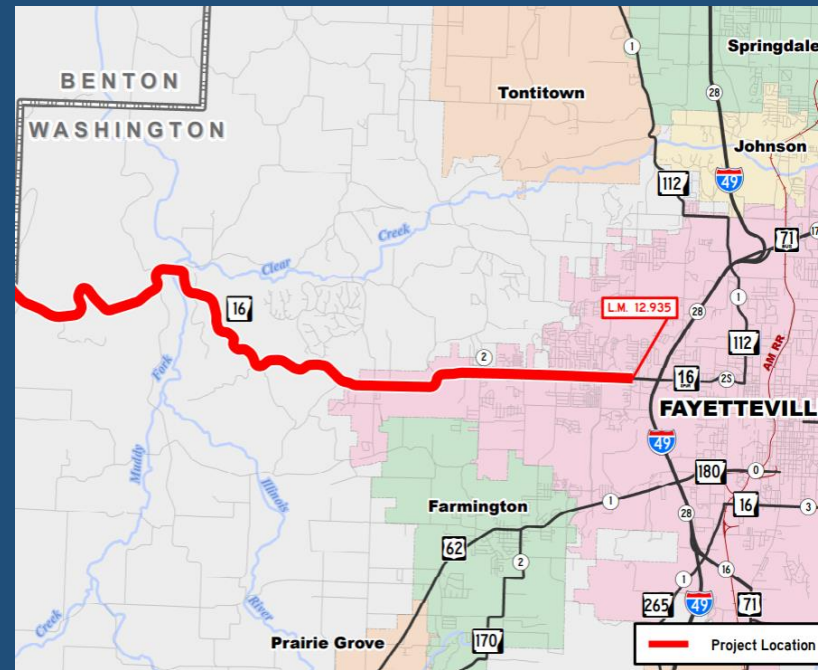 Springdale
1
BENTON
28
Tontitown
WASHINGTON
Johnson
112
49
71
17
Creek
Clear
L.M. 12.935
1
16
28
2
112
AM RR
16
2S
Fork
FAYETTEVILL
49
180
0
Muddy
Illinois
Farmington
1
16
3
28
62
2
16
1
265
49
71
Creek
River
Prairie Grove
170
Project Location